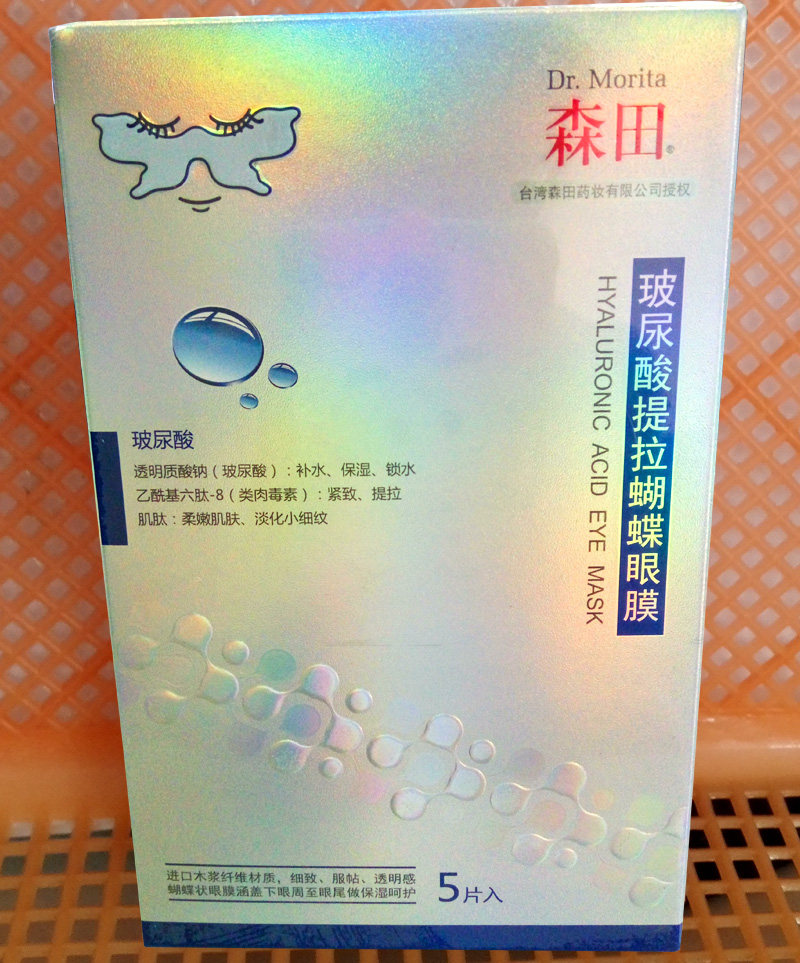 Dr. Morita
森田®
台湾森田药妆有限公司授权
玻尿酸提拉蝴蝶眼膜
HYALURONIC ACID EYE MASK
玻尿酸
透明质酸钠（玻尿酸）：补水、保湿、锁水
乙酰基六肽-8（类肉毒素）：紧致、提拉
肌肽：柔嫩肌肤、淡化小细纹
进口木浆纤维材质，细致、服帖、透明感
蝴蝶状眼膜涵盖下眼周至眼尾做保湿呵护
5片入